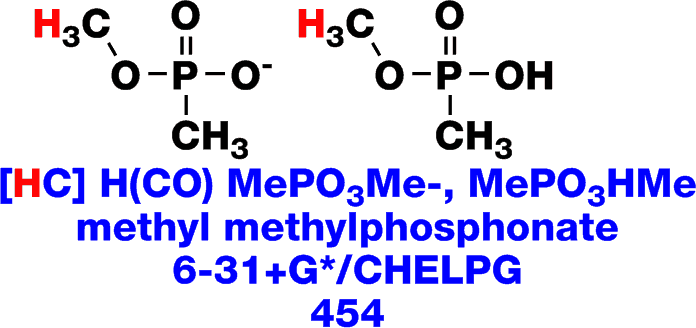 H₃C O H₃C O
O P O⁻ O P OH
CH₃ CH₃
[HC] H(CO) MePO₃Me-, MePO₃HMe
methyl methylphosphonate
6-31+G*/CHELPG
454